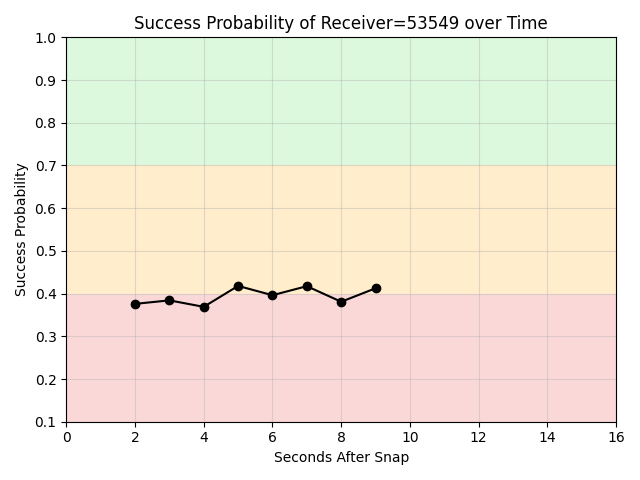 Success Probability of Receiver=53549 over Time
1.0
0.9
0.8
0.7
0.6
0.5
0.4
0.3
0.2
0.1
Success Probability
0 2 4 6 8 10 12 14 16
Seconds After Snap